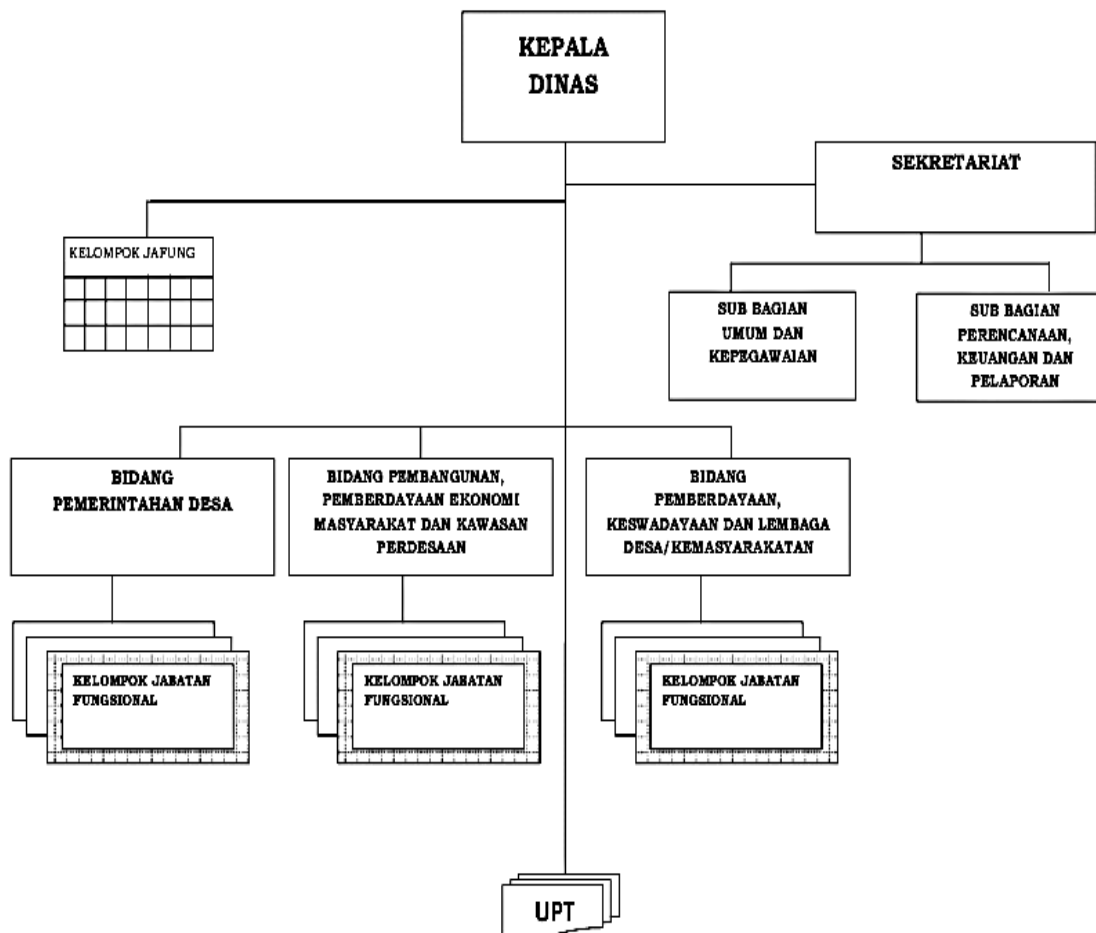 KEPALA
DINAS
SEKRETARIAT
KELOMPOK JAFUNG
SUB BAGIAN
UMUM DAN
KEPEGAWAIAN
SUB BAGIAN
PERENCANAAN,
KEUANGAN DAN
PELAPORAN
BIDANG
PEMERINTAHAN DESA
BIDANG PEMBANGUNAN,
PEMBERDAYAAN EKONOMI
MASYARAKAT DAN KAWASAN
PERDESAAN
BIDANG
PEMBERDAYAAN,
KESWADAYAAN DAN LEMBAGA
DESA/KEMASYARAKATAN
KELOMPOK JABATAN
FUNGSIONAL
KELOMPOK JABATAN
FUNGSIONAL
KELOMPOK JABATAN
FUNGSIONAL
UPT